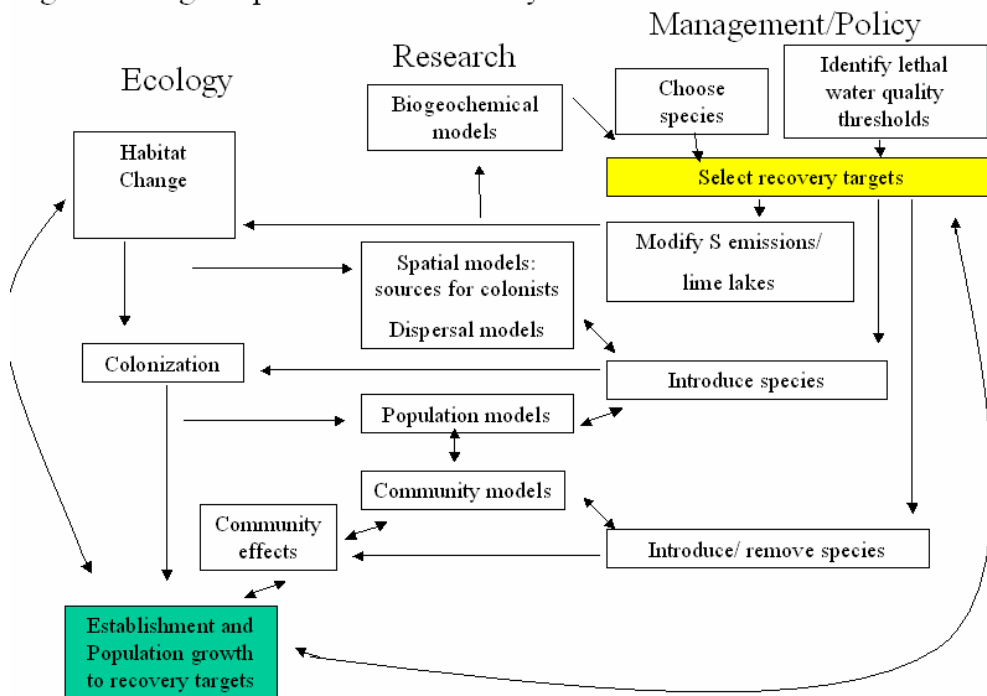 Management/Policy
Research
Ecology
Identify lethal
water quality
thresholds
Choose
species
Biogeochemical
models
Habitat
Change
Select recovery targets
Modify S emissions/
lime lakes
Spatial models:
sources for colonists
Dispersal models
Colonization
Introduce species
Population models
Community models
Community
effects
Introduce/ remove species
Establishment and
Population growth
to recovery targets